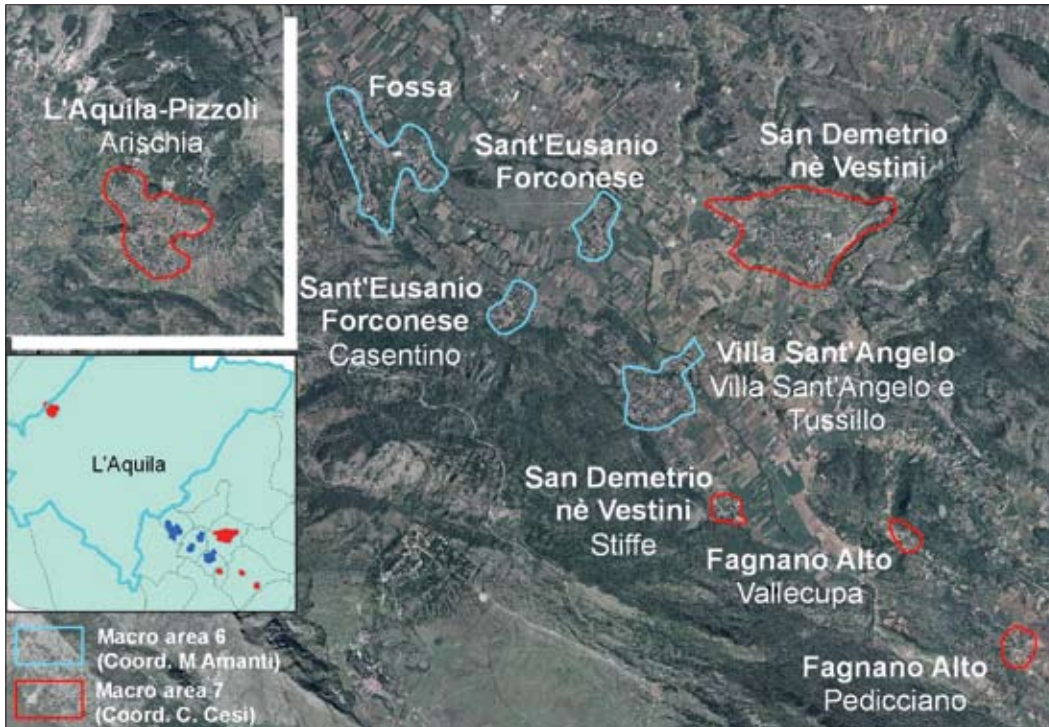 L'Aquila-Pizzoli
Arischia
Fossa
Sant'Eusanio
Forconese
San Demetrio
nè Vestini
Sant'Eusanio
Forconese
Casentino
Villa Sant'Angelo
Villa Sant'Angelo e
Tussillo
L'Aquila
San Demetrio
nè Vestini
Stiffe
Fagnano Alto
Vallecupa
Fagnano Alto
Pedicciano
Macro area 6
(Coord. M Amanti)
Macro area 7
(Coord. C. Cesi)